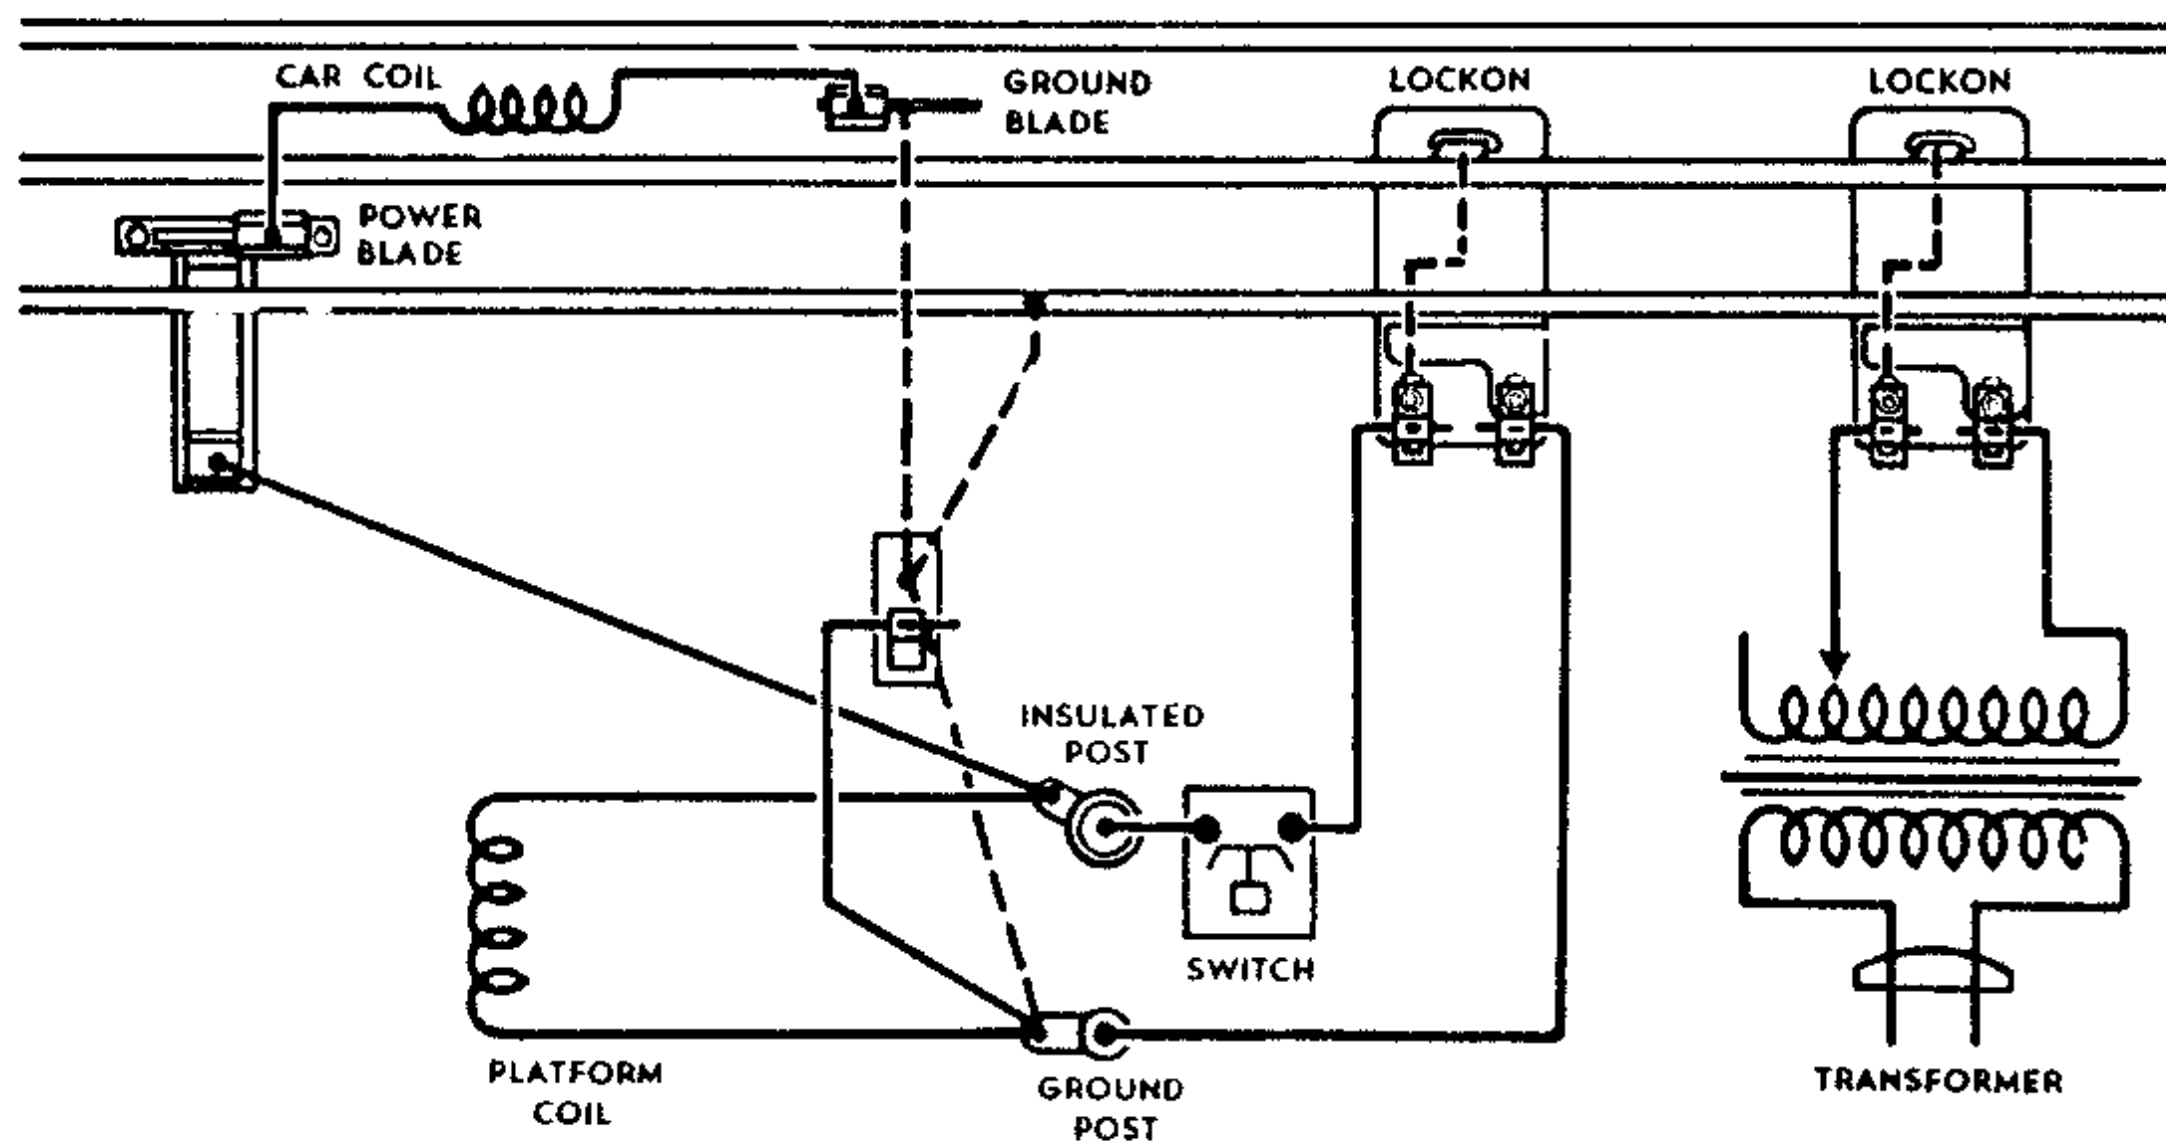 CAR COIL
GROUND
BLADE
LOCKON
LOCKON
POWER
BLADE
INSULATED
POST
SWITCH
PLATFORM
COIL
GROUND
POST
TRANSFORMER